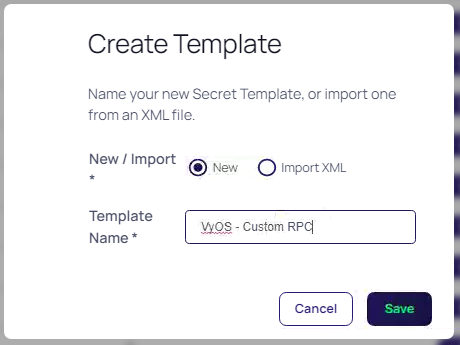 Create Template
Name your new Secret Template, or import one
from an XML file.
New / Import
*
New
Import XML
Template
Name *
VyOS - Custom RPC
Cancel
Save